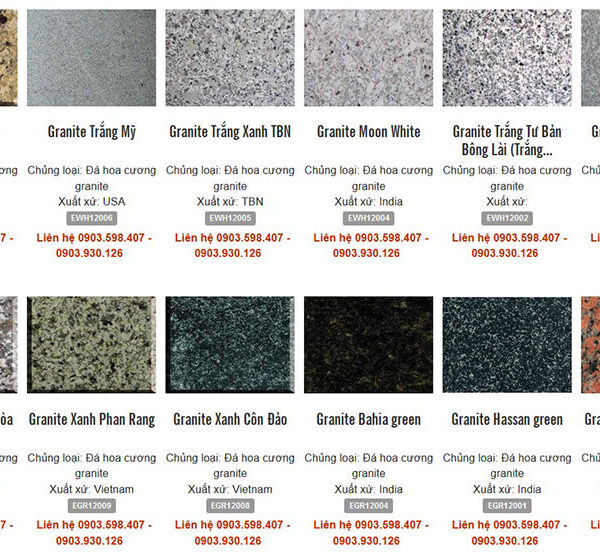 Granite Trắng Mỹ
Chủng loại: Đá hoa cương
granite
Xuất xứ: USA
EWH12006
Liên hệ 0903.598.407 -
0903.930.126
Granite Trắng Xanh TBN
Chủng loại: Đá hoa cương
granite
Xuất xứ: TBN
EWH12005
Liên hệ 0903.598.407 -
0903.930.126
Granite Moon White
Chủng loại: Đá hoa cương
granite
Xuất xứ: India
EWH12004
Liên hệ 0903.598.407 -
0903.930.126
Granite Trắng Tư Bản
Bông Lài (Trắng...
Chủng loại: Đá hoa cương
granite
Xuất xứ:
EWH12002
Liên hệ 0903.598.407 -
0903.930.126
Granite Xanh Phan Rang
Chủng loại: Đá hoa cương
granite
Xuất xứ: Vietnam
EGR12009
Liên hệ 0903.598.407 -
0903.930.126
Granite Xanh Côn Đảo
Chủng loại: Đá hoa cương
granite
Xuất xứ: Vietnam
EGR12008
Liên hệ 0903.598.407 -
0903.930.126
Granite Bahia green
Chủng loại: Đá hoa cương
granite
Xuất xứ: India
EGR12004
Liên hệ 0903.598.407 -
0903.930.126
Granite Hassan green
Chủng loại: Đá hoa cương
granite
Xuất xứ: India
EGR12001
Liên hệ 0903.598.407 -
0903.930.126